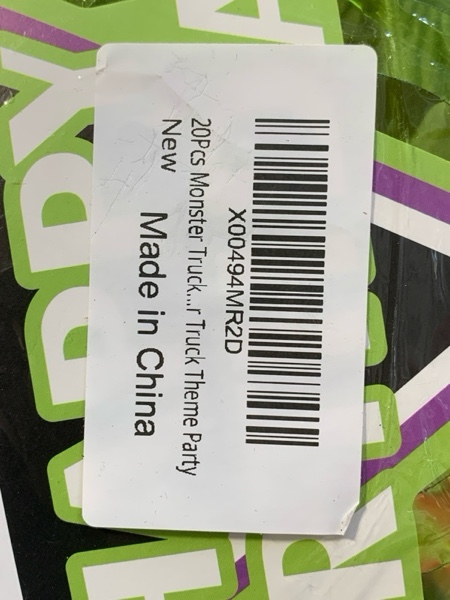 X00494MR2D
20Pcs Monster Truck...r Truck Theme Party
New
Made in China